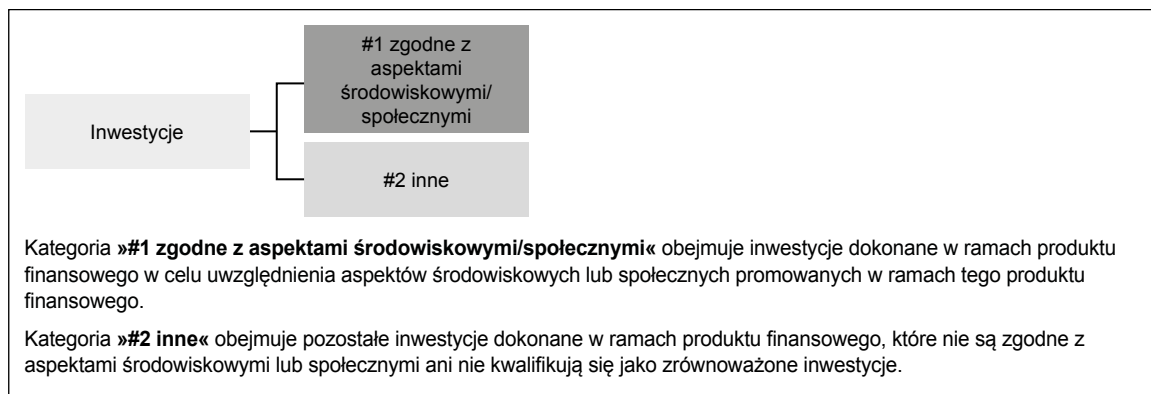 #1 zgodne z
aspektami
środowiskowymi/
społecznymi
Inwestycje
#2 inne
Kategoria »#1 zgodne z aspektami środowiskowymi/społecznymi« obejmuje inwestycje dokonane w ramach produktu
finansowego w celu uwzględnienia aspektów środowiskowych lub społecznych promowanych w ramach tego produktu
finansowego.
Kategoria »#2 inne« obejmuje pozostałe inwestycje dokonane w ramach produktu finansowego, które nie są zgodne z
aspektami środowiskowymi lub społecznymi ani nie kwalifikują się jako zrównoważone inwestycje.